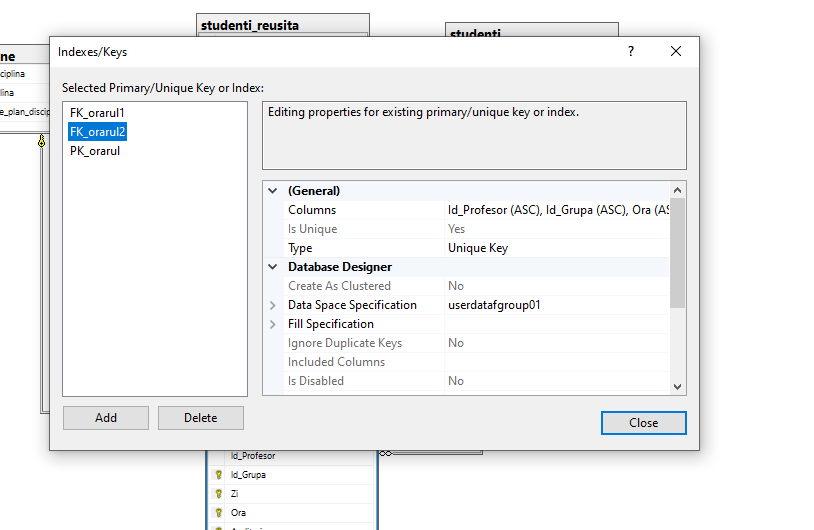 studenti_reusita
studenti
ne
ciplina
lina
e_plan_discip
Indexes/Keys
?
Selected Primary/Unique Key or Index:
FK_orarul1
FK_orarul2
PK_orarul
Editing properties for existing primary/unique key or index.
(General)
Columns Id_Profesor (ASC), Id_Grupa (ASC), Ora (AS
Is Unique Yes
Type Unique Key
Database Designer
Create As Clustered No
Data Space Specification userdatafgroup01
Fill Specification
Ignore Duplicate Keys No
Included Columns
Is Disabled No
Add Delete
Close
Id_Profesor
Id_Grupa
Zi
Ora